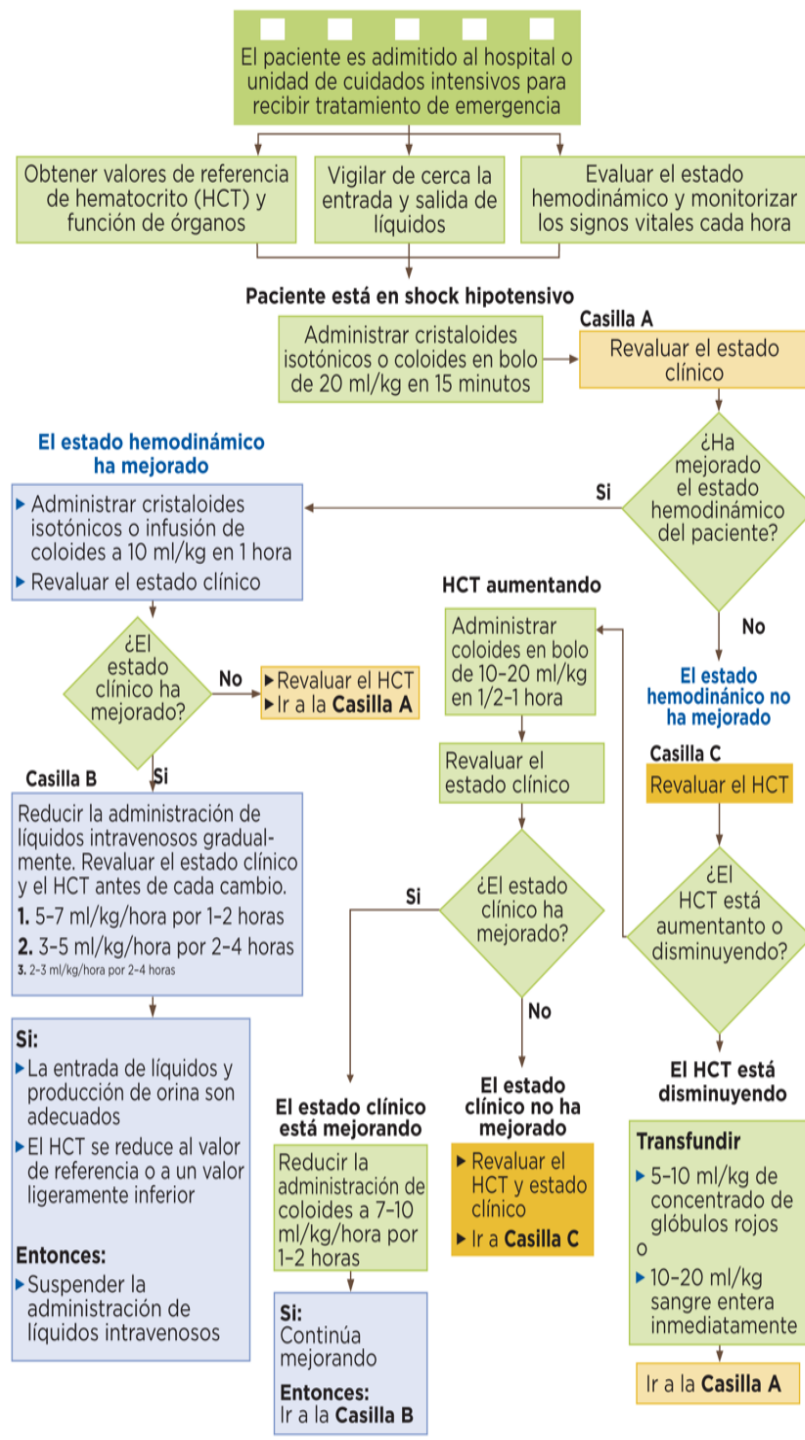 El paciente es adimitido al hospital o
unidad de cuidados intensivos para
recibir tratamiento de emergencia
Obtener valores de referencia
de hematocrito (HCT) y
función de órganos
Vigilar de cerca la
entrada y salida de
líquidos
Evaluar el estado
hemodinámico y monitorizar
los signos vitales cada hora
Paciente está en shock hipotensivo
Administrar cristaloides
isotónicos o coloides en bolo
de 20 ml/kg en 15 minutos
Casilla A
Revaluar el estado
clínico
¿Ha
mejorado
el estado
hemodinámico
del paciente?
Si
No
El estado hemodinámico
ha mejorado
▶ Administrar cristaloides
isotónicos o infusión de
coloides a 10 ml/kg en 1 hora
▶ Revaluar el estado clínico
¿El
estado
clínico ha
mejorado?
No
▶ Revaluar el HCT
▶ Ir a la Casilla A
Si
Casilla B
Reducir la administración de
líquidos intravenosos gradual-
mente. Revaluar el estado clínico
y el HCT antes de cada cambio.
1. 5–7 ml/kg/hora por 1–2 horas
2. 3–5 ml/kg/hora por 2–4 horas
3. 2–3 ml/kg/hora por 2–4 horas
Si:
▶ La entrada de líquidos y
producción de orina son
adecuados
▶ El HCT se reduce al valor
de referencia o a un valor
ligeramente inferior
Entonces:
▶ Suspender la
administración de
líquidos intravenosos
HCT aumentando
Administrar
coloides en bolo
de 10–20 ml/kg
en 1/2–1 hora
Revaluar el
estado clínico
¿El estado
clínico ha
mejorado?
Si
No
El estado clínico
está mejorando
Reducir la
administración de
coloides a 7–10
ml/kg/hora por
1–2 horas
Si:
Continúa
mejorando
Entonces:
Ir a la Casilla B
El estado
clínico no ha
mejorado
▶ Revaluar el
HCT y estado
clínico
▶ Ir a Casilla C
El estado
hemodinánico no
ha mejorado
Casilla C
Revaluar el HCT
¿El
HCT está
aumentanto o
disminuyendo?
El HCT está
disminuyendo
Transfundir
▶ 5–10 ml/kg de
concentrado de
glóbulos rojos
o
▶ 10–20 ml/kg
sangre entera
inmediatamente
Ir a la Casilla A